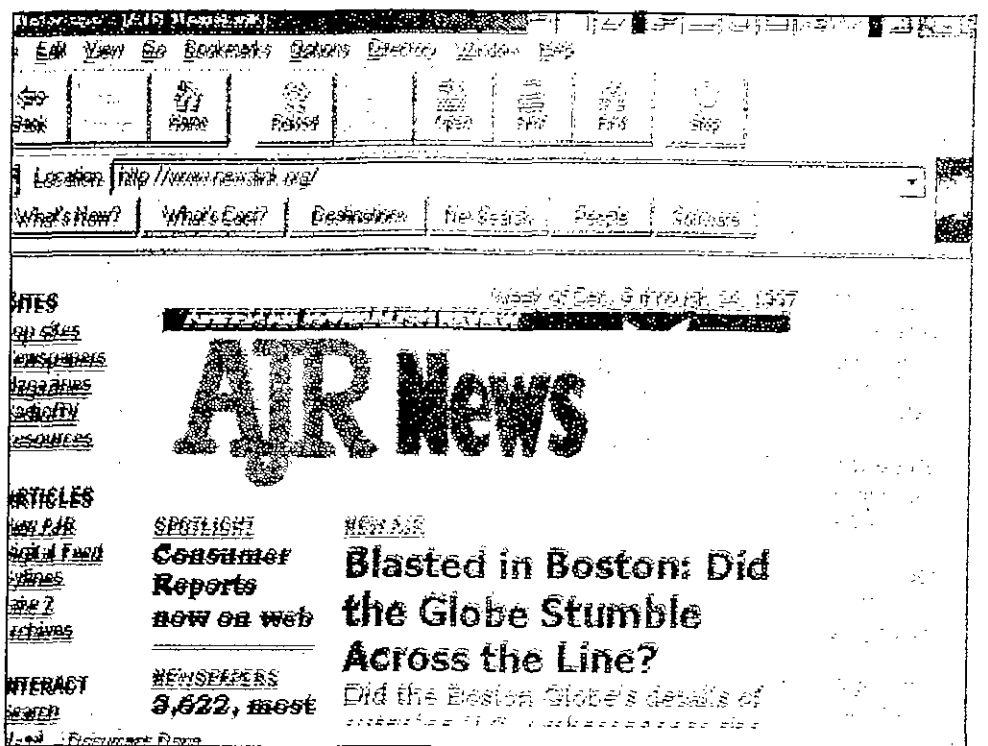 Edit View Go Bookmarks Options Directory Window Help
Back Home Reload Open Print Find Stop
Location http://www.newslink.org/
What's New? What's Cool? Destinations Net Search People Software
Week of Dec. 9 through 14, 1997
AJR News
SITES
top sites
newspapers
Magazines
radio/TV
resources
ARTICLES
New AJR
Digital Feed
bylines
archives
INTERACT
Search
SPOTLIGHT
Consumer
Reports
now on web
NEWSPAPERS
3,622, most
NEW AJR
Blasted in Boston: Did
the Globe Stumble
Across the Line?
Did the Boston Globe's details of
Document Done